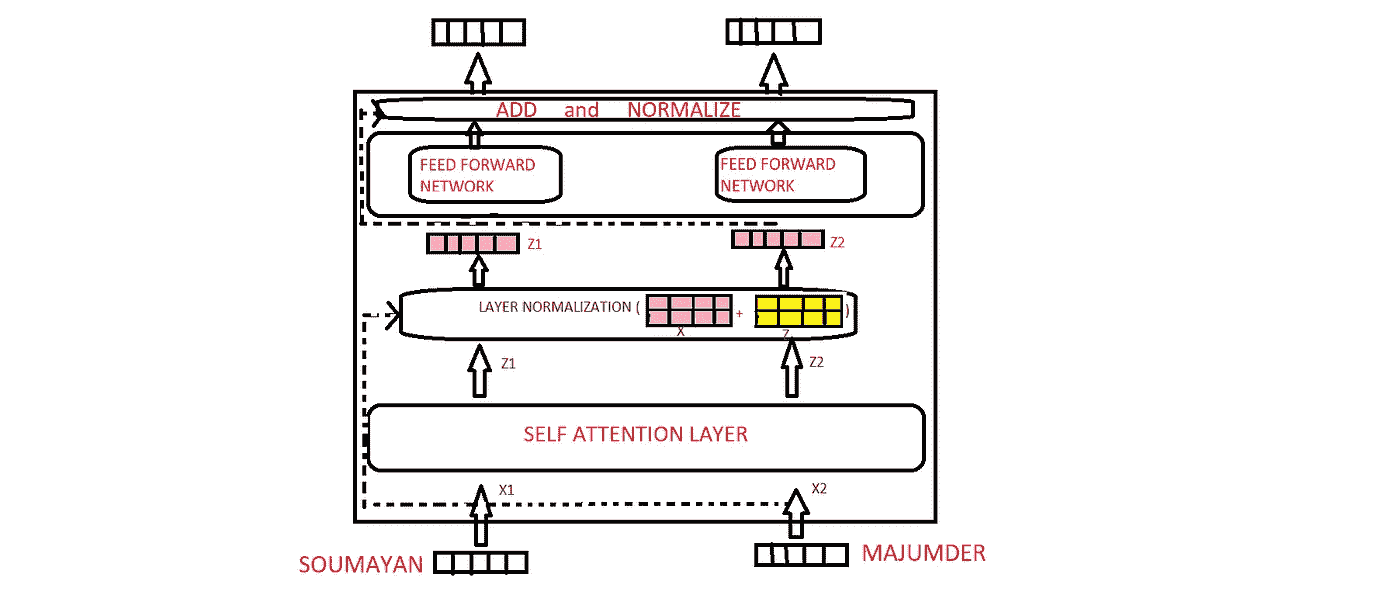 ADD and NORMALIZE
FEED FORWARD
NETWORK
FEED FORWARD
NETWORK
Z1
Z2
LAYER NORMALIZATION ( + )
X
Z
Z1
Z2
SELF ATTENTION LAYER
X1
X2
SOUMAYAN
MAJUMDER